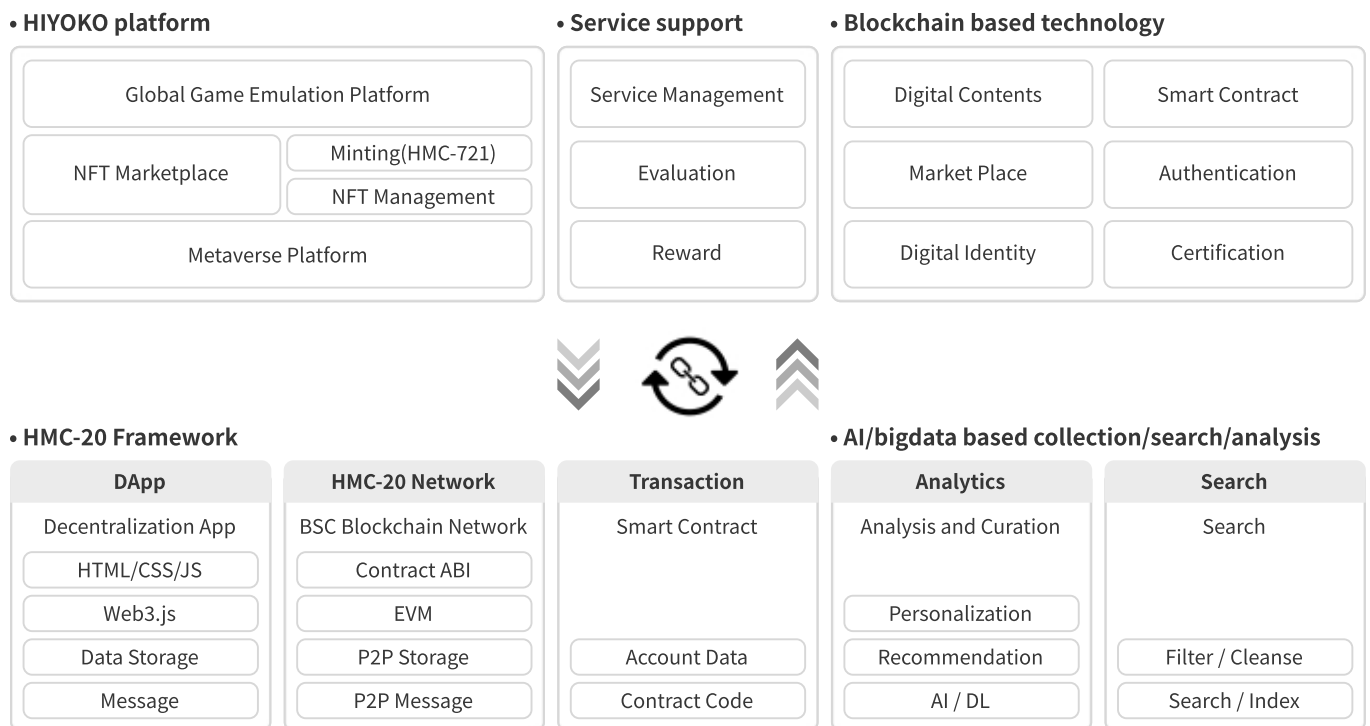 • HIYOKO platform
Global Game Emulation Platform
NFT Marketplace
Minting(HMC-721)
NFT Management
Metaverse Platform
• Service support
Service Management
Evaluation
Reward
• Blockchain based technology
Digital Contents
Smart Contract
Market Place
Authentication
Digital Identity
Certification
• HMC-20 Framework
DApp
Decentralization App
HTML/CSS/JS
Web3.js
Data Storage
Message
HMC-20 Network
BSC Blockchain Network
Contract ABI
EVM
P2P Storage
P2P Message
Transaction
Smart Contract
Account Data
Contract Code
• AI/bigdata based collection/search/analysis
Analytics
Analysis and Curation
Personalization
Recommendation
AI / DL
Search
Search
Filter / Cleanse
Search / Index